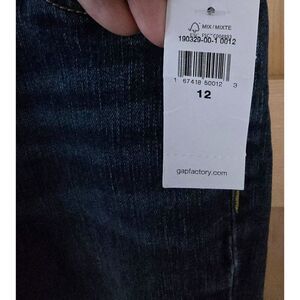 MIX/MIXTE
190329-00-1 0012
1 67418 50012 3
12
gapfactory.com